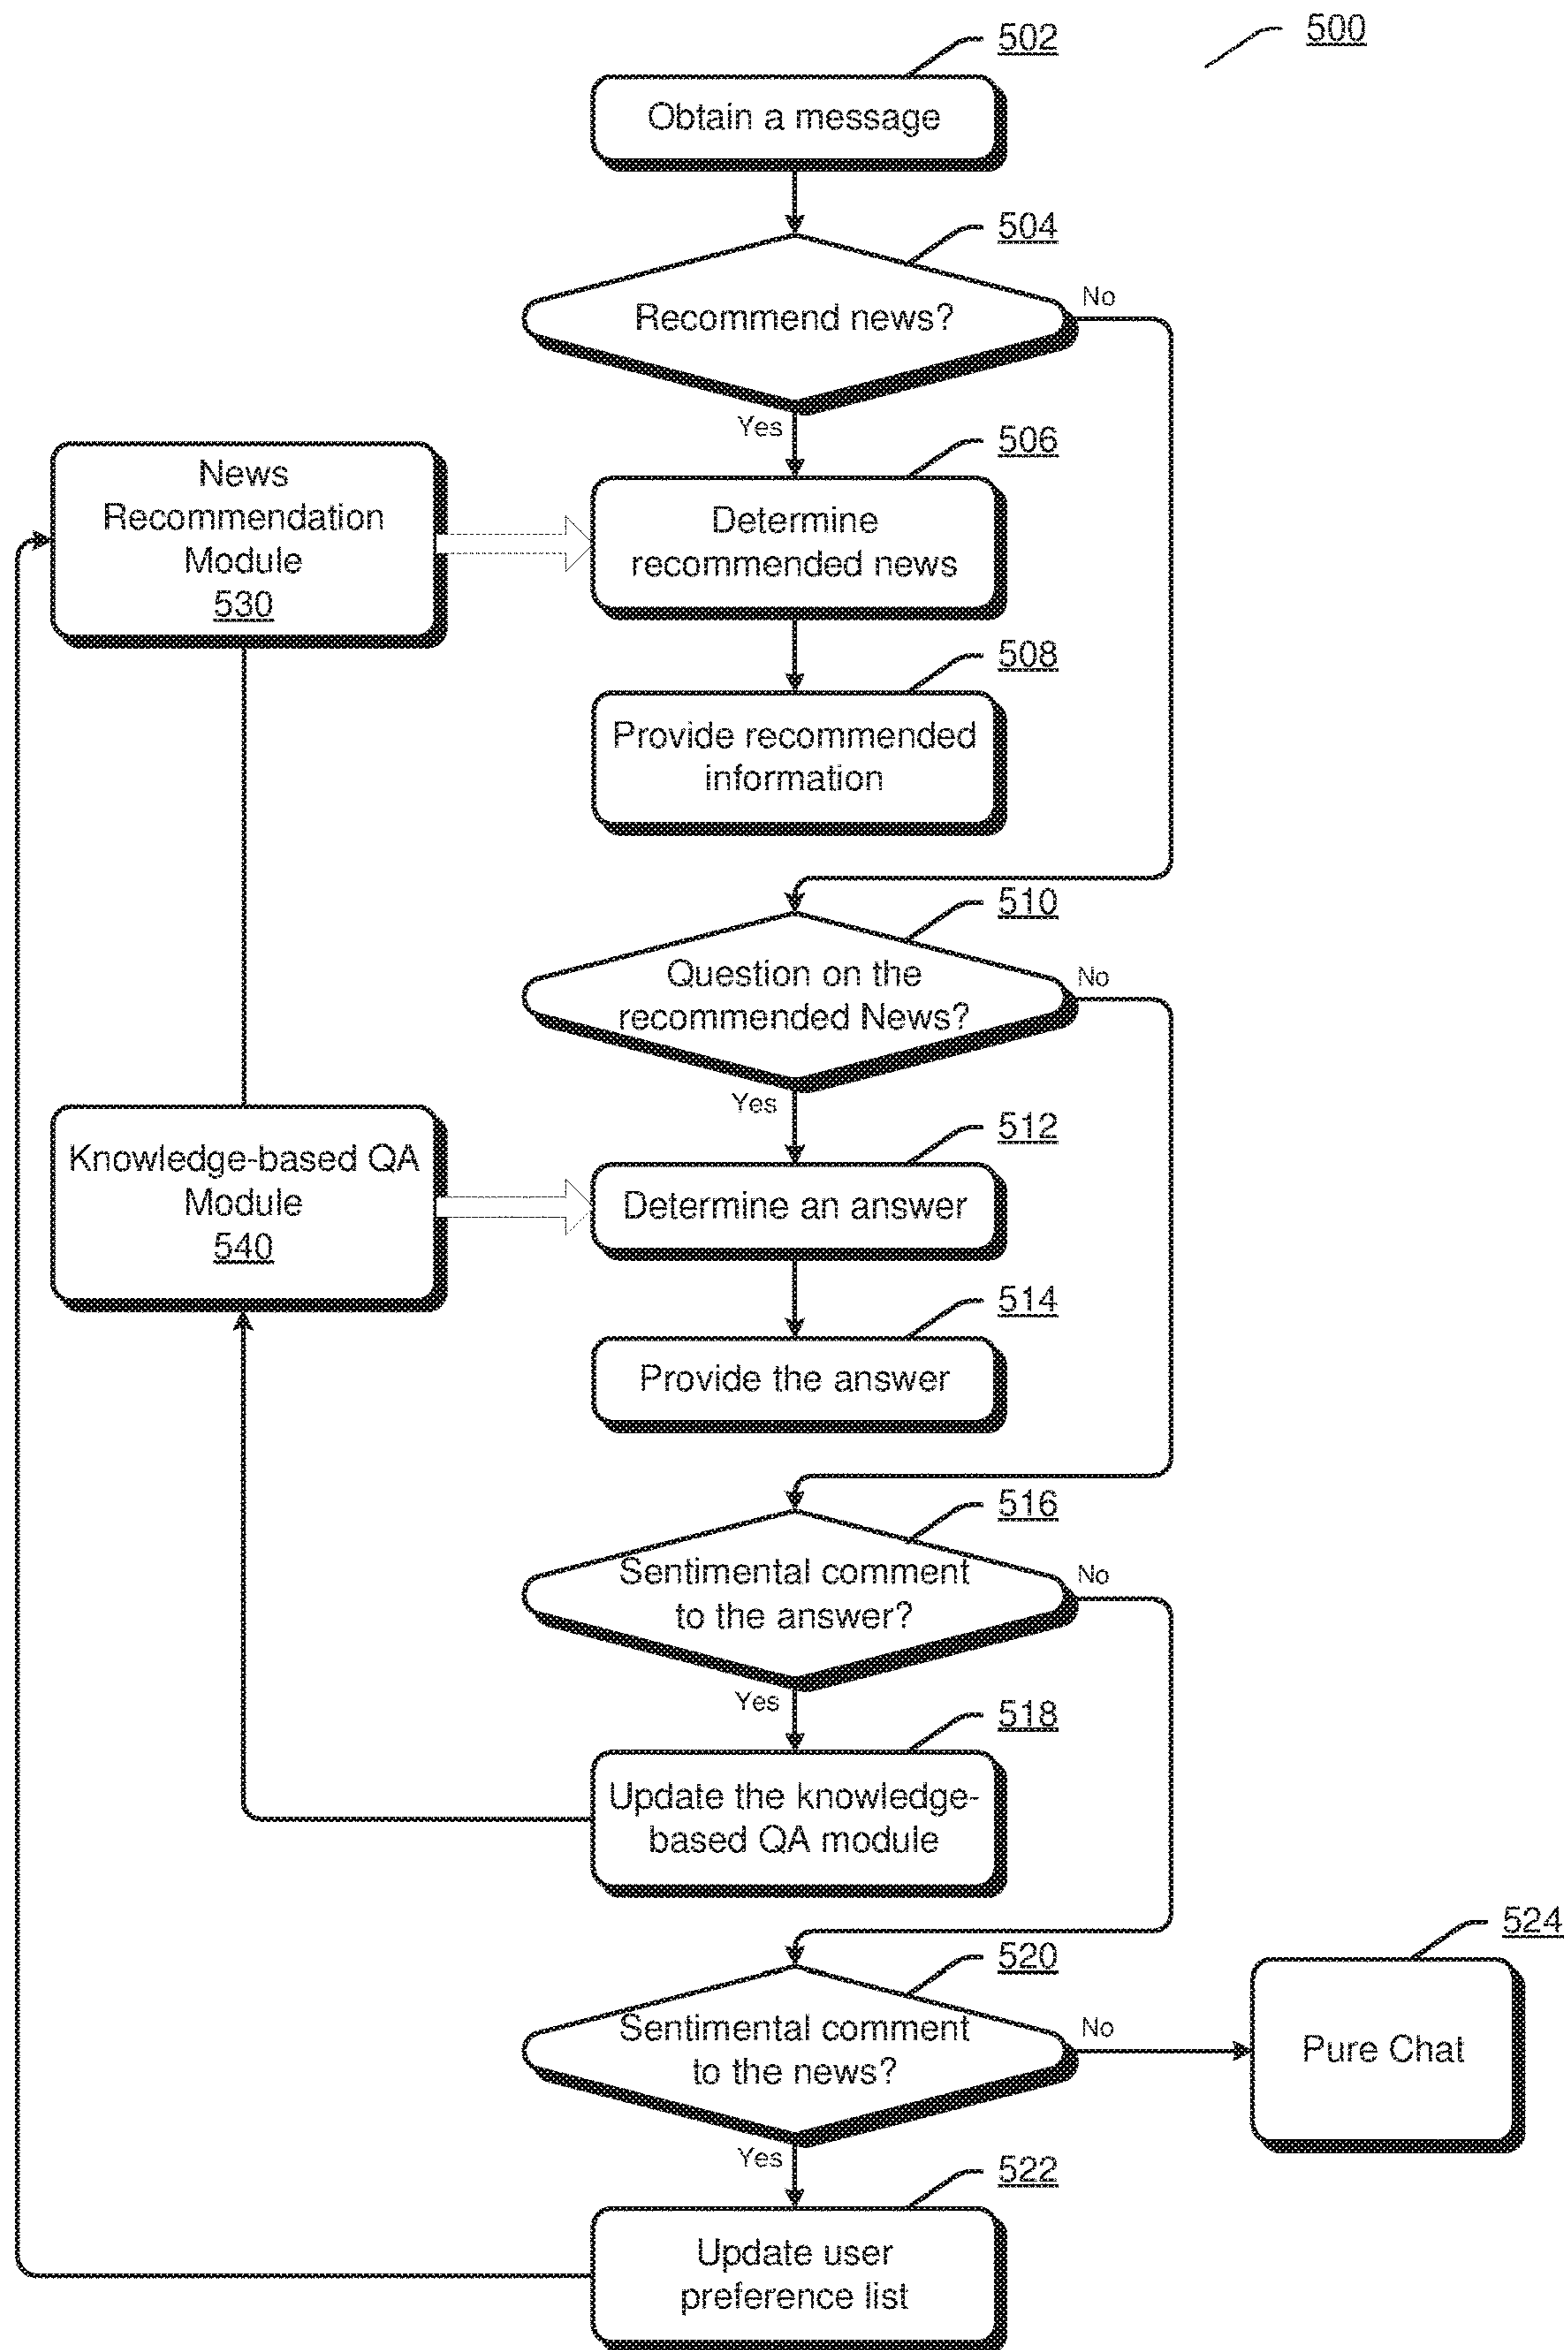 500
502
Obtain a message
504
Recommend news?
No
Yes
506
News
Recommendation
Module
530
Determine
recommended news
508
Provide recommended
information
510
Question on the
recommended News?
No
Yes
512
Knowledge-based QA
Module
540
Determine an answer
514
Provide the answer
516
Sentimental comment
to the answer?
No
Yes
518
Update the knowledge-
based QA module
524
520
Sentimental comment
to the news?
No
Pure Chat
Yes
522
Update user
preference list